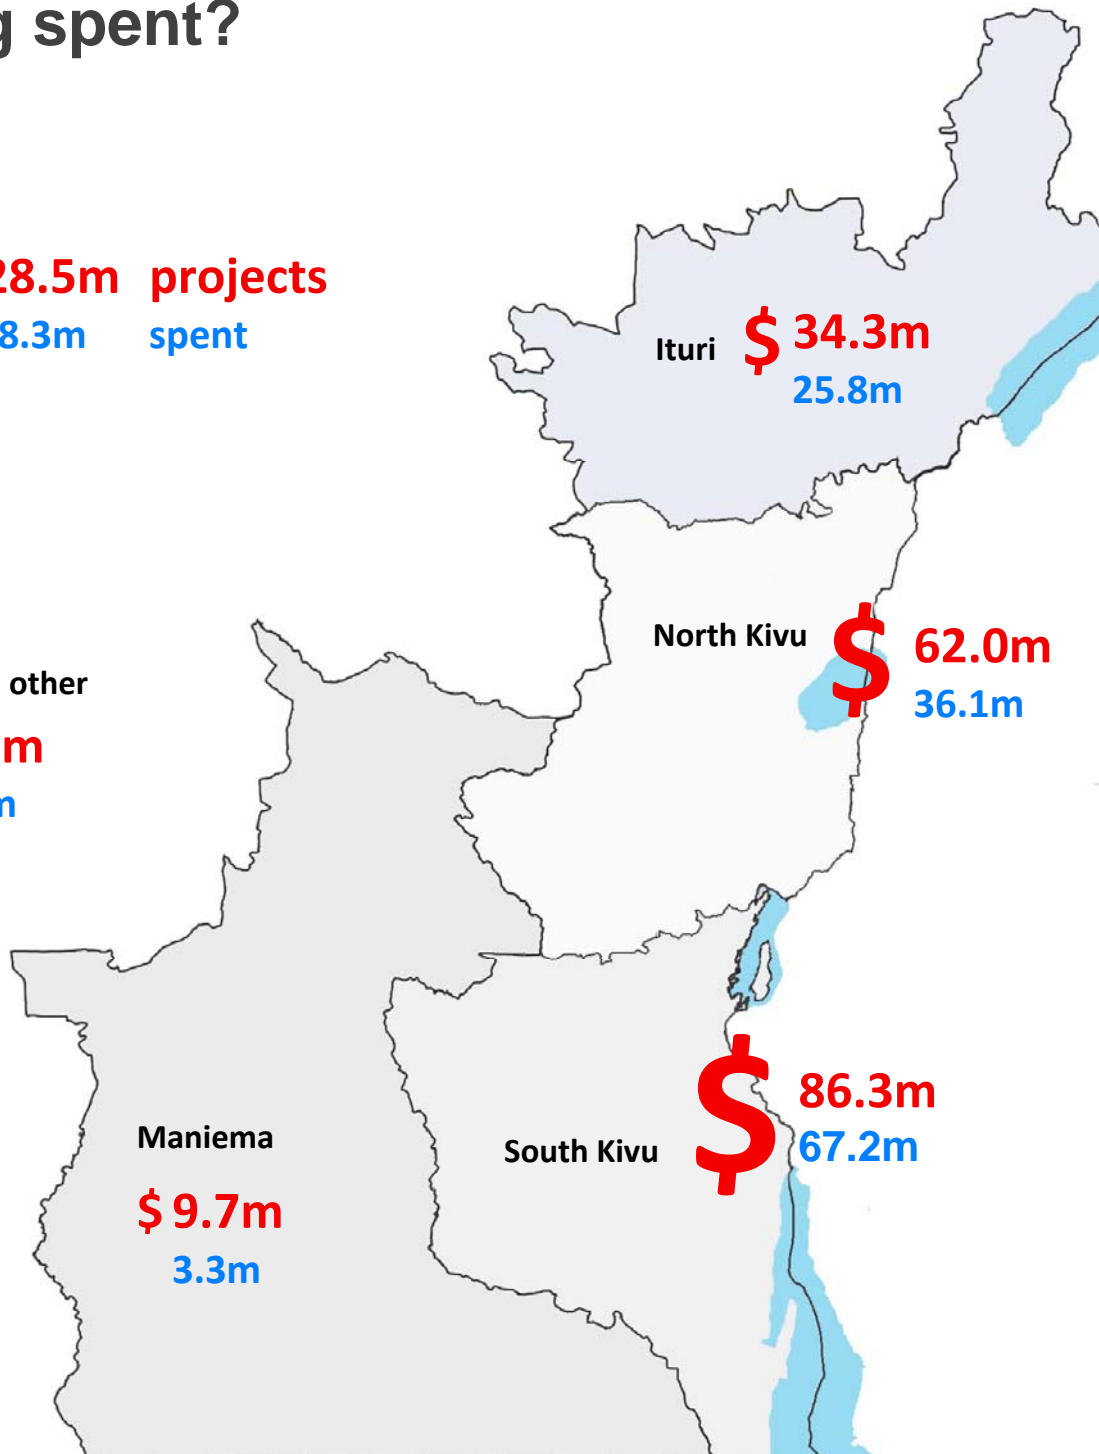 spent?
28.5m projects
8.3m spent
Ituri $ 34.3m
25.8m
North Kivu $ 62.0m
36.1m
other
m
m
$ 86.3m
67.2m
Maniema
South Kivu
$ 9.7m
3.3m